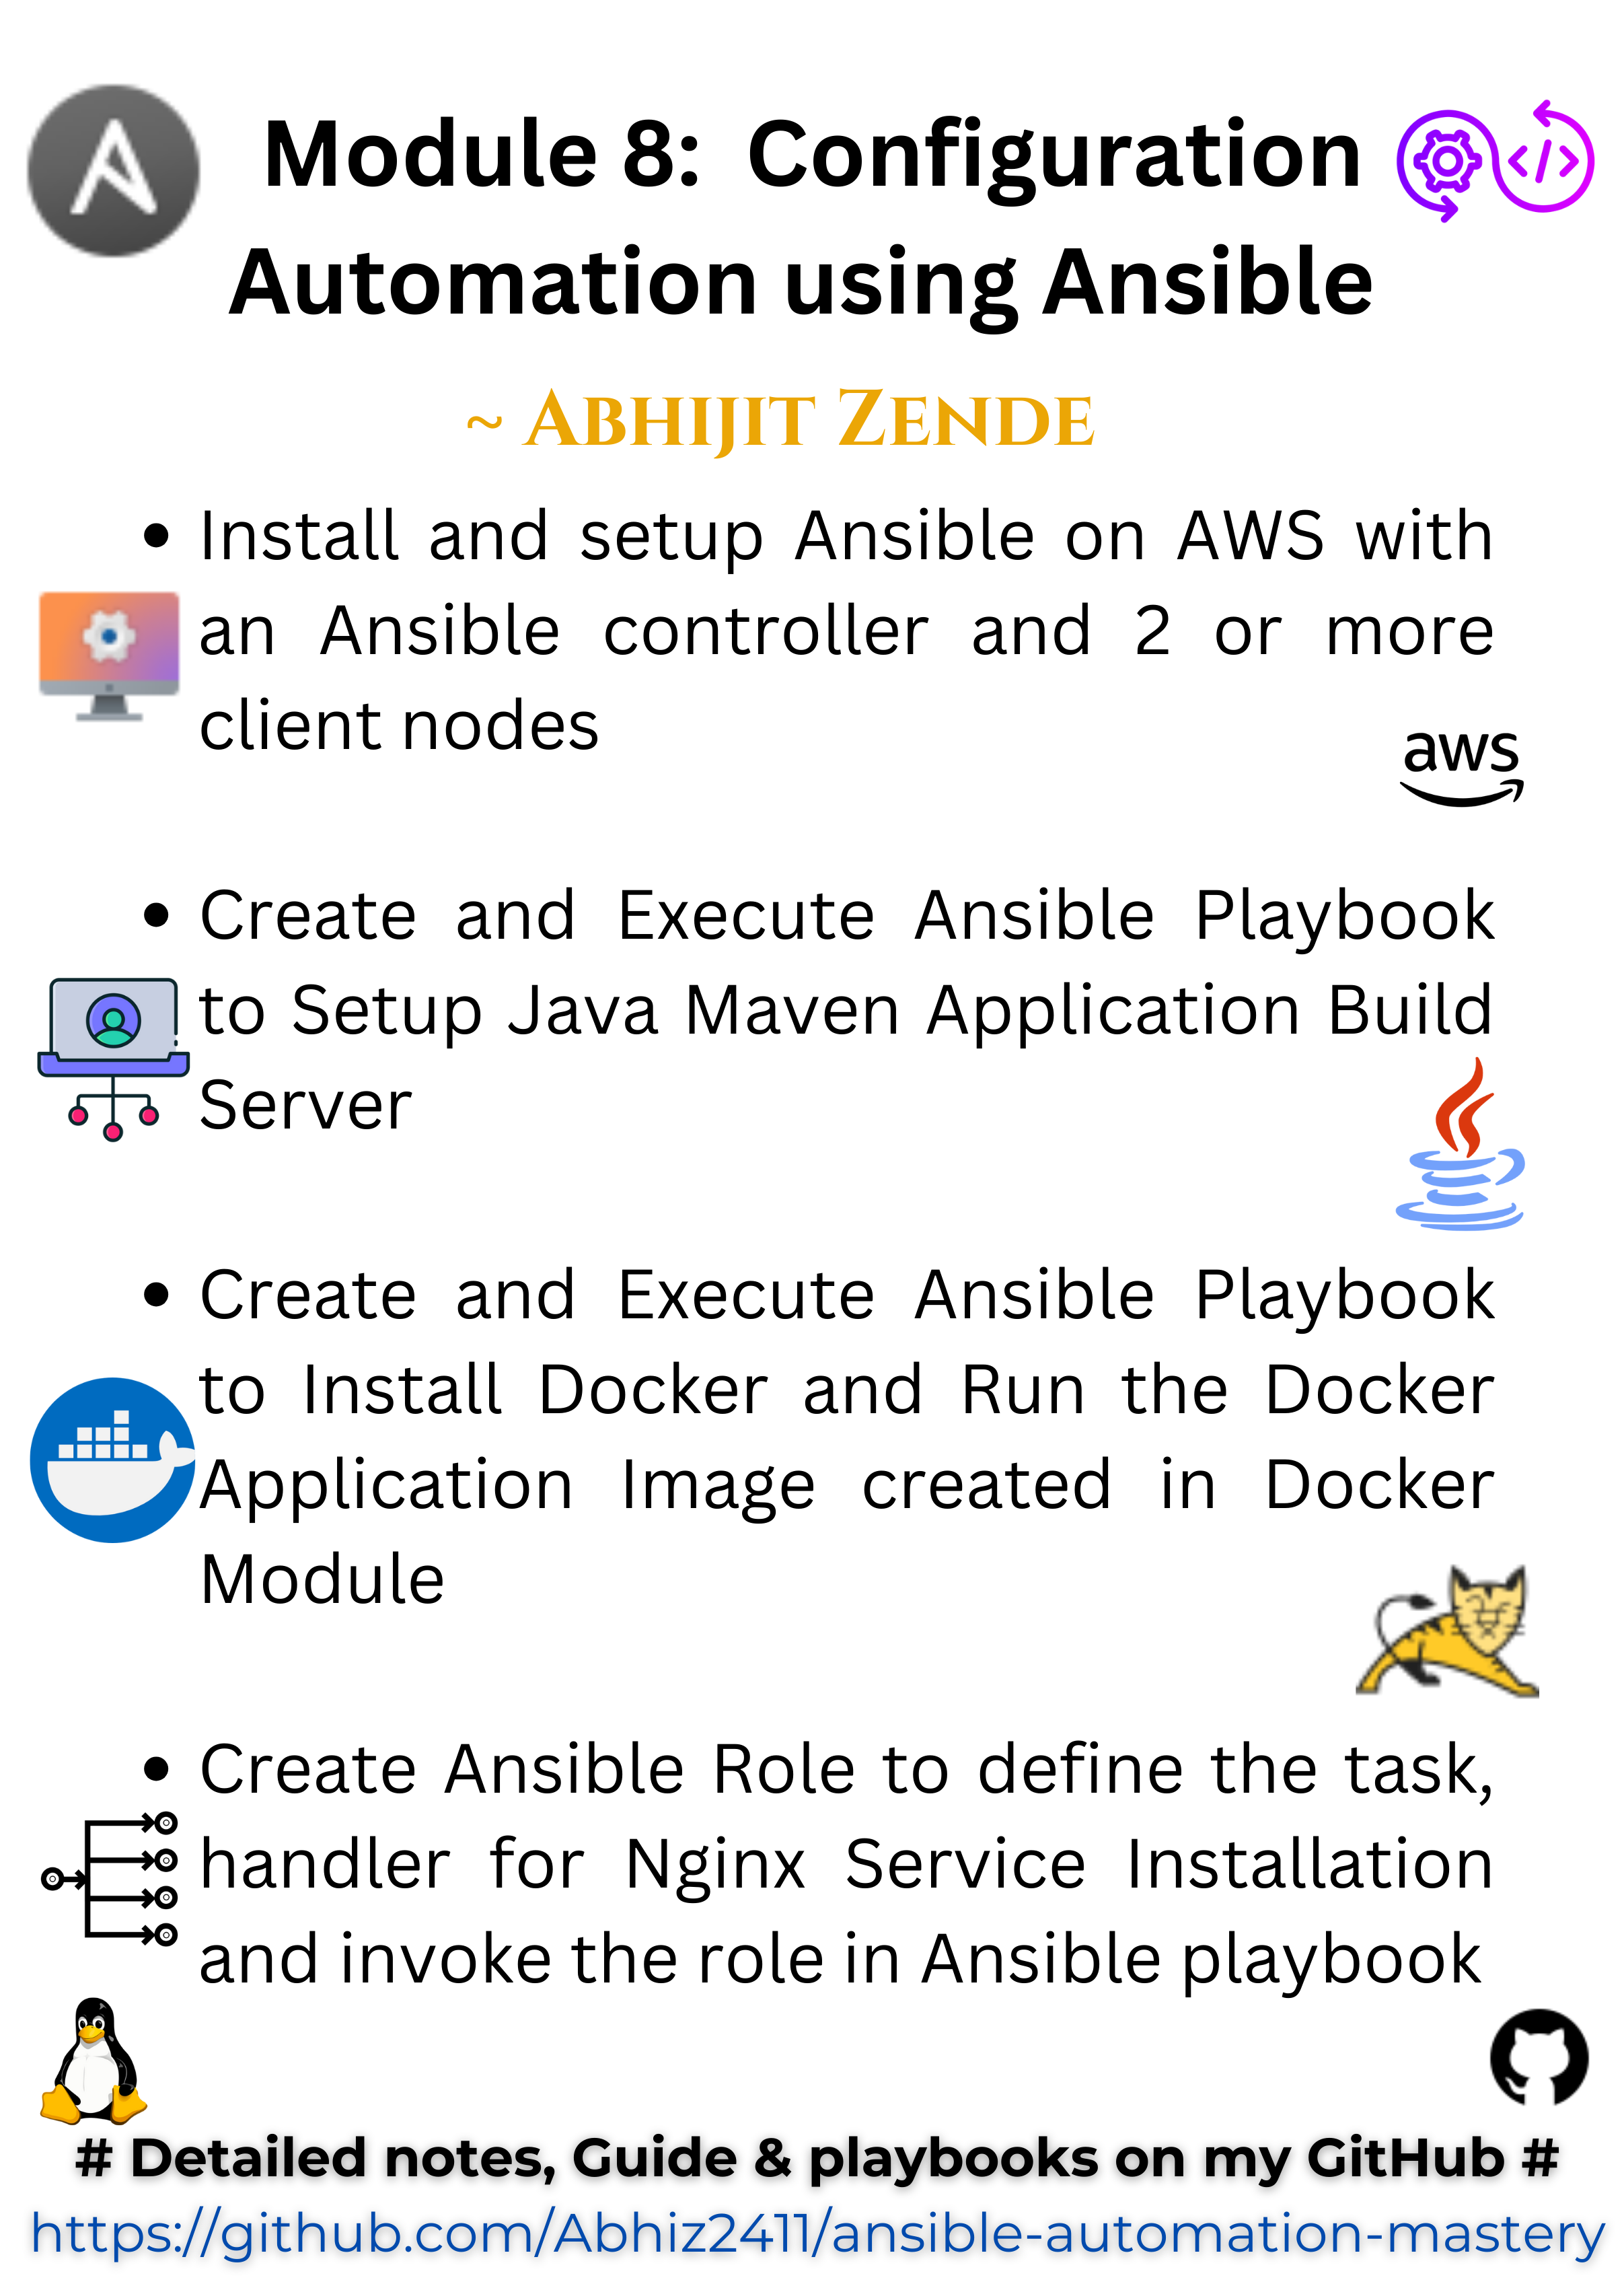 Module 8:  Configuration
Automation using Ansible
~ Abhijit Zende
• Install and setup Ansible on AWS with
an Ansible controller and 2 or more
client nodes
aws
• Create and Execute Ansible Playbook
to Setup Java Maven Application Build
Server
• Create and Execute Ansible Playbook
to Install Docker and Run the Docker
Application Image created in Docker
Module
• Create Ansible Role to define the task,
handler for Nginx Service Installation
and invoke the role in Ansible playbook
# Detailed notes, Guide & playbooks on my GitHub #
https://github.com/Abhiz2411/ansible-automation-mastery